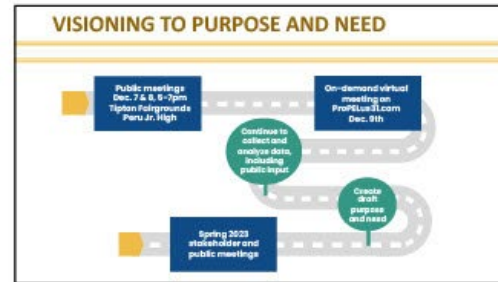 VISIONING TO PURPOSE AND NEED
Public meetings
Dec. 7 & 8, 5-7pm
Tipton Fairgrounds
Peru Jr. High
On-demand virtual
meeting on
ProPELus31.com
Dec. 9th
Continue to
collect and
analyze data,
including
public input
Create
draft
purpose
and need
Spring 2023
stakeholder and
public meetings